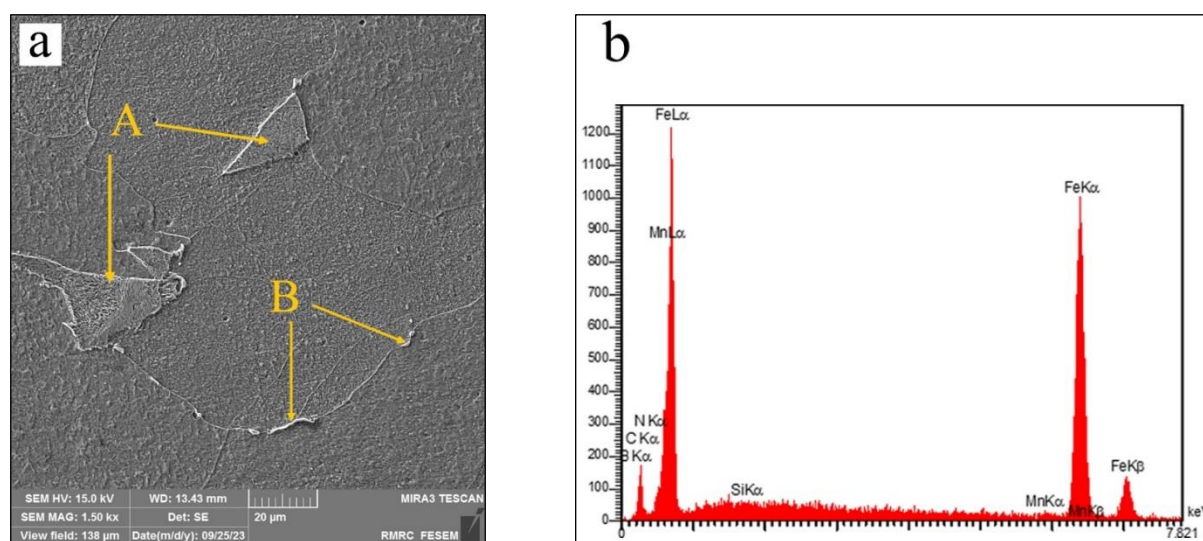 a
A
B
SEM HV: 15.0 kV WD: 13.43 mm MIRA3 TESCAN
SEM MAG: 1.50 kx Det: SE 20 µm
View field: 138 µm Date(m/d/y): 09/25/23 RMRC FESEM
b
FeLα
1200
1000
FeKα
MnLα
800
700
600
500
400
N Kα
300
C Kα
200
B Kα
FeKβ
100
SiKα
MnKα
MnKβ
0
keV
0
7.821